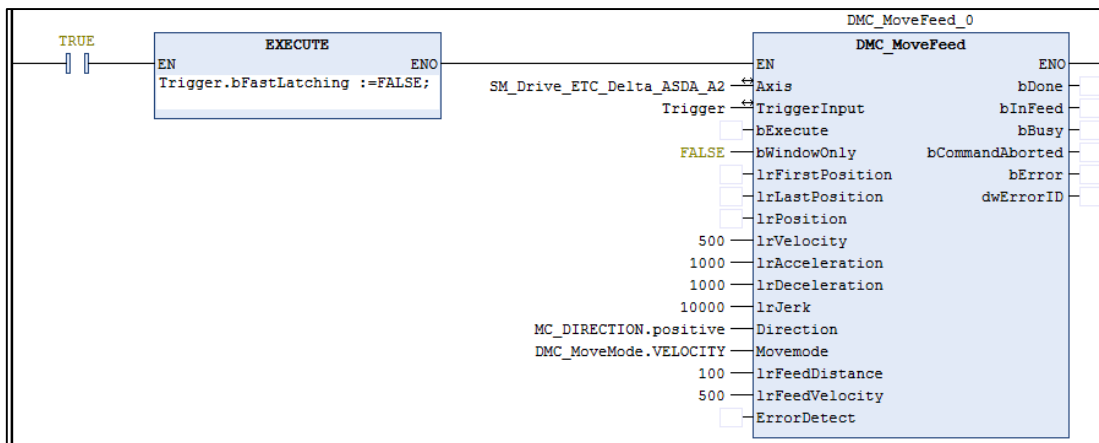 DMC_MoveFeed_0
TRUE EXECUTE DMC_MoveFeed
EN ENO EN ENO
Trigger.bFastLatching :=FALSE; SM_Drive_ETC_Delta_ASDA_A2 Axis bDone
Trigger TriggerInput bInFeed
bExecute bBusy
FALSE bWindowOnly bCommandAborted
lrFirstPosition bError
lrLastPosition dwErrorID
lrPosition
500 lrVelocity
1000 lrAcceleration
1000 lrDeceleration
10000 lrJerk
MC_DIRECTION.positive Direction
DMC_MoveMode.VELOCITY Movemode
100 lrFeedDistance
500 lrFeedVelocity
ErrorDetect